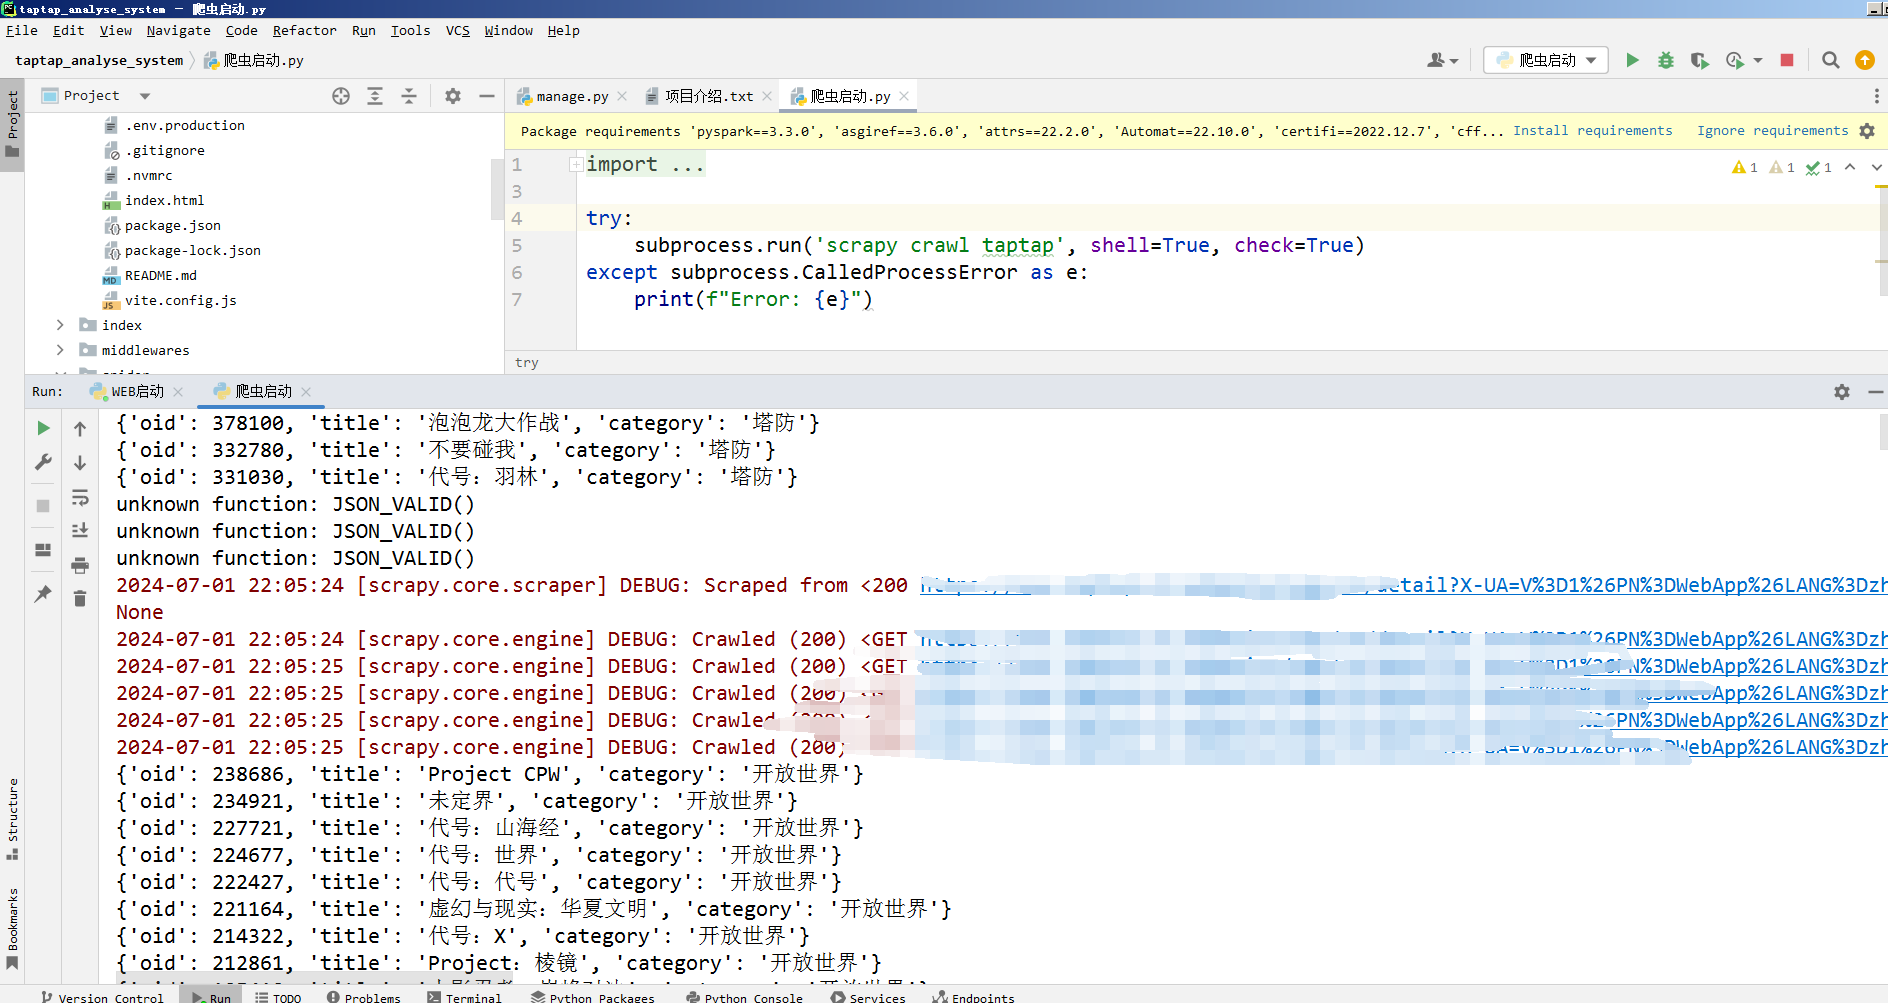 taptap_analyse_system – 爬虫启动.py
File Edit View Navigate Code Refactor Run Tools VCS Window Help
taptap_analyse_system 爬虫启动.py 爬虫启动
Project manage.py 项目介绍.txt 爬虫启动.py
Project
Package requirements 'pyspark==3.3.0', 'asgiref==3.6.0', 'attrs==22.2.0', 'Automat==22.10.0', 'certifi==2022.12.7', 'cff... Install requirements Ignore requirements
.env.production
.gitignore
.nvmrc
index.html
package.json
package-lock.json
README.md
vite.config.js
index
middlewares
1 import ...
1 1 1
3
4 try:
5 subprocess.run('scrapy crawl taptap', shell=True, check=True)
6 except subprocess.CalledProcessError as e:
7 print(f"Error: {e}")
try
Run: WEB启动 爬虫启动
{'oid': 378100, 'title': '泡泡龙大作战', 'category': '塔防'}
{'oid': 332780, 'title': '不要碰我', 'category': '塔防'}
{'oid': 331030, 'title': '代号：羽林', 'category': '塔防'}
unknown function: JSON_VALID()
unknown function: JSON_VALID()
unknown function: JSON_VALID()
2024-07-01 22:05:24 [scrapy.core.scraper] DEBUG: Scraped from <200 /detail?X-UA=V%3D1%26PN%3DWebApp%26LANG%3Dzh
None
2024-07-01 22:05:24 [scrapy.core.engine] DEBUG: Crawled (200) <GET %26PN%3DWebApp%26LANG%3Dzh
2024-07-01 22:05:25 [scrapy.core.engine] DEBUG: Crawled (200) <GET %3DWebApp%26LANG%3Dzh
2024-07-01 22:05:25 [scrapy.core.engine] DEBUG: Crawled (200) App%26LANG%3Dzh
2024-07-01 22:05:25 [scrapy.core.engine] DEBUG: Crawled %26PN%3DWebApp%26LANG%3Dzh
2024-07-01 22:05:25 [scrapy.core.engine] DEBUG: Crawled (200) WebApp%26LANG%3Dzh
{'oid': 238686, 'title': 'Project CPW', 'category': '开放世界'}
{'oid': 234921, 'title': '未定界', 'category': '开放世界'}
{'oid': 227721, 'title': '代号：山海经', 'category': '开放世界'}
{'oid': 224677, 'title': '代号：世界', 'category': '开放世界'}
{'oid': 222427, 'title': '代号：代号', 'category': '开放世界'}
{'oid': 221164, 'title': '虚幻与现实：华夏文明', 'category': '开放世界'}
{'oid': 214322, 'title': '代号：X', 'category': '开放世界'}
{'oid': 212861, 'title': 'Project：棱镜', 'category': '开放世界'}
Structure
Bookmarks
Version Control Run TODO Problems Terminal Python Packages Python Console Services Endpoints